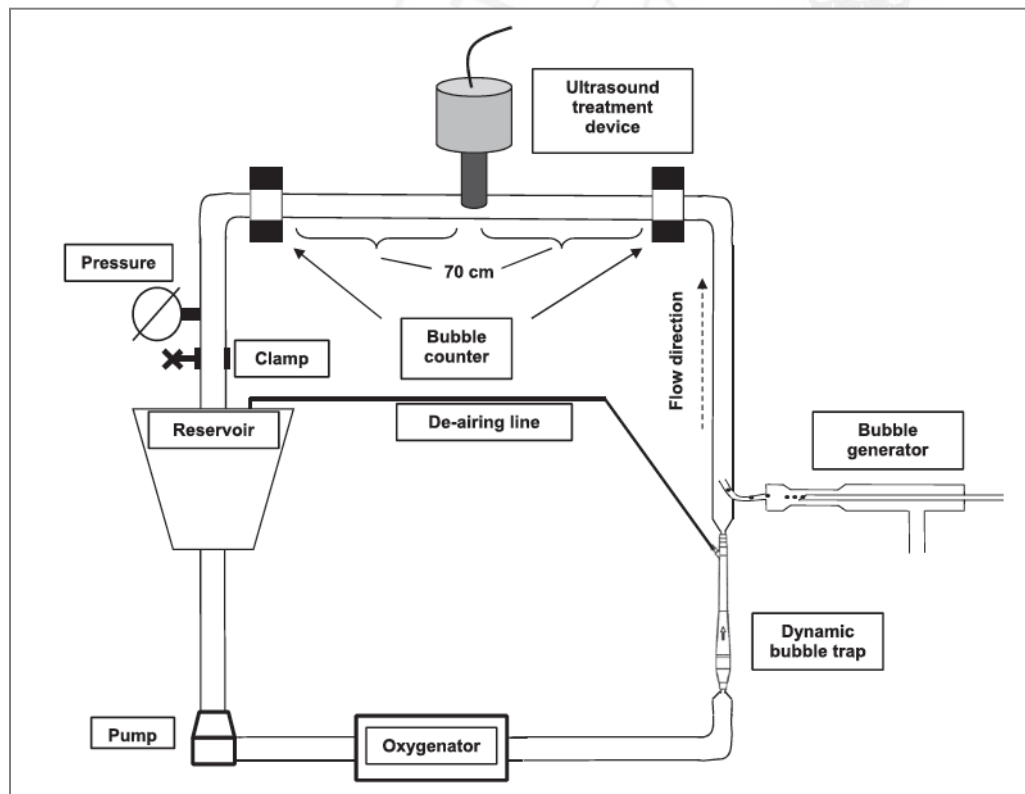 Ultrasound
treatment
device
Pressure
70 cm
Bubble
counter
Clamp
Flow direction
Reservoir
De-airing line
Bubble
generator
Dynamic
bubble trap
Pump
Oxygenator